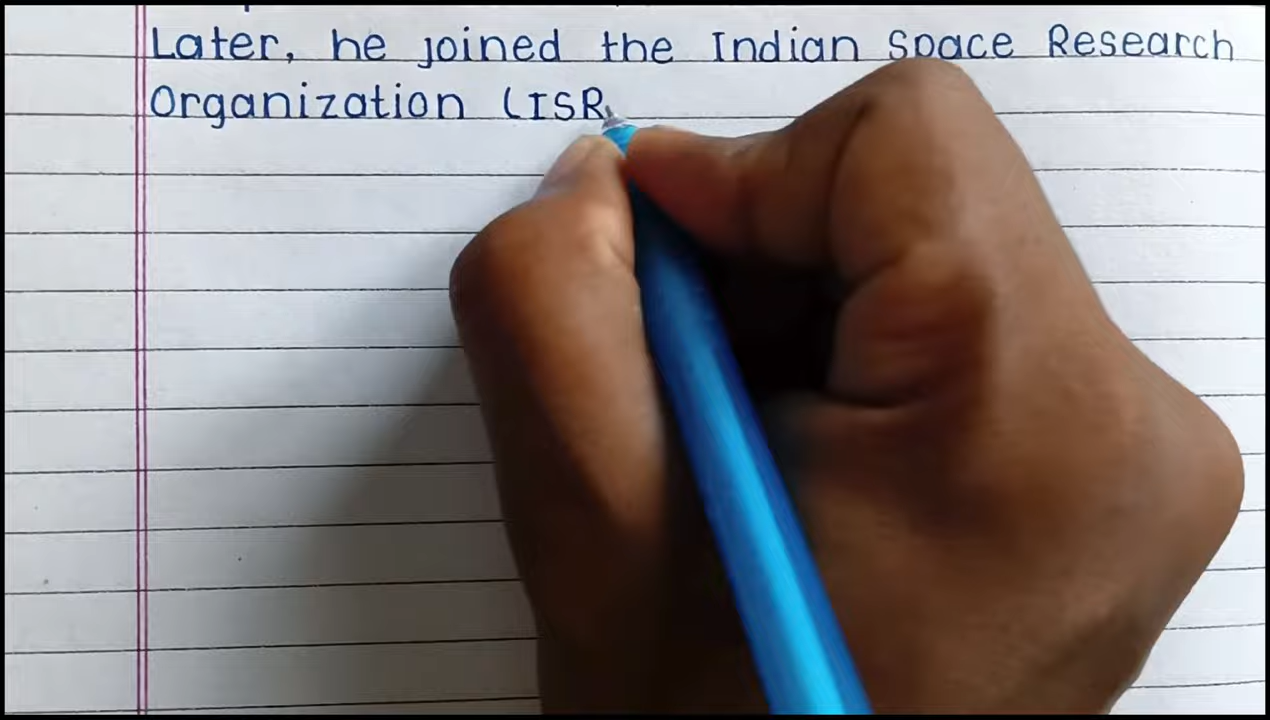 Later, he joined the Indian Space Research
Organization (ISR